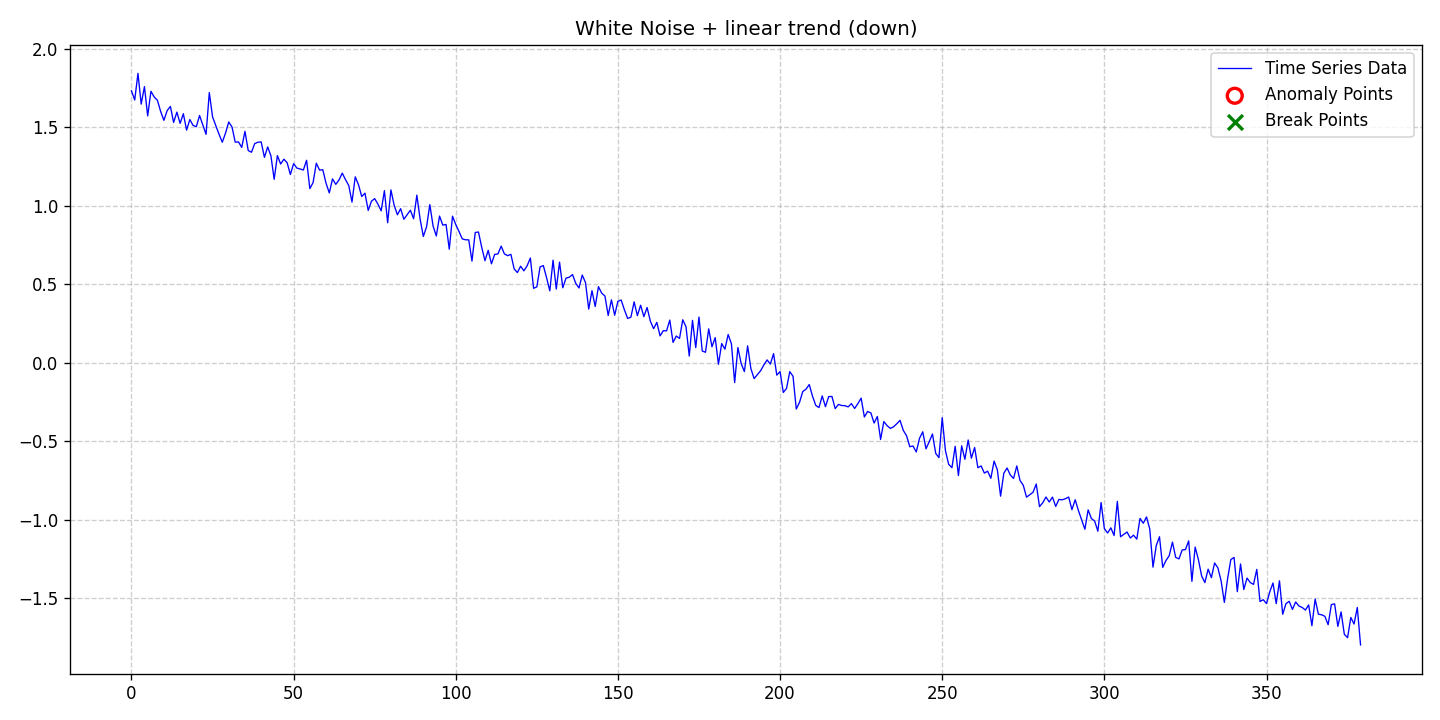 White Noise + linear trend (down)
Time Series Data
Anomaly Points
Break Points
2.0
1.5
1.0
0.5
0.0
−0.5
−1.0
−1.5
0 50 100 150 200 250 300 350